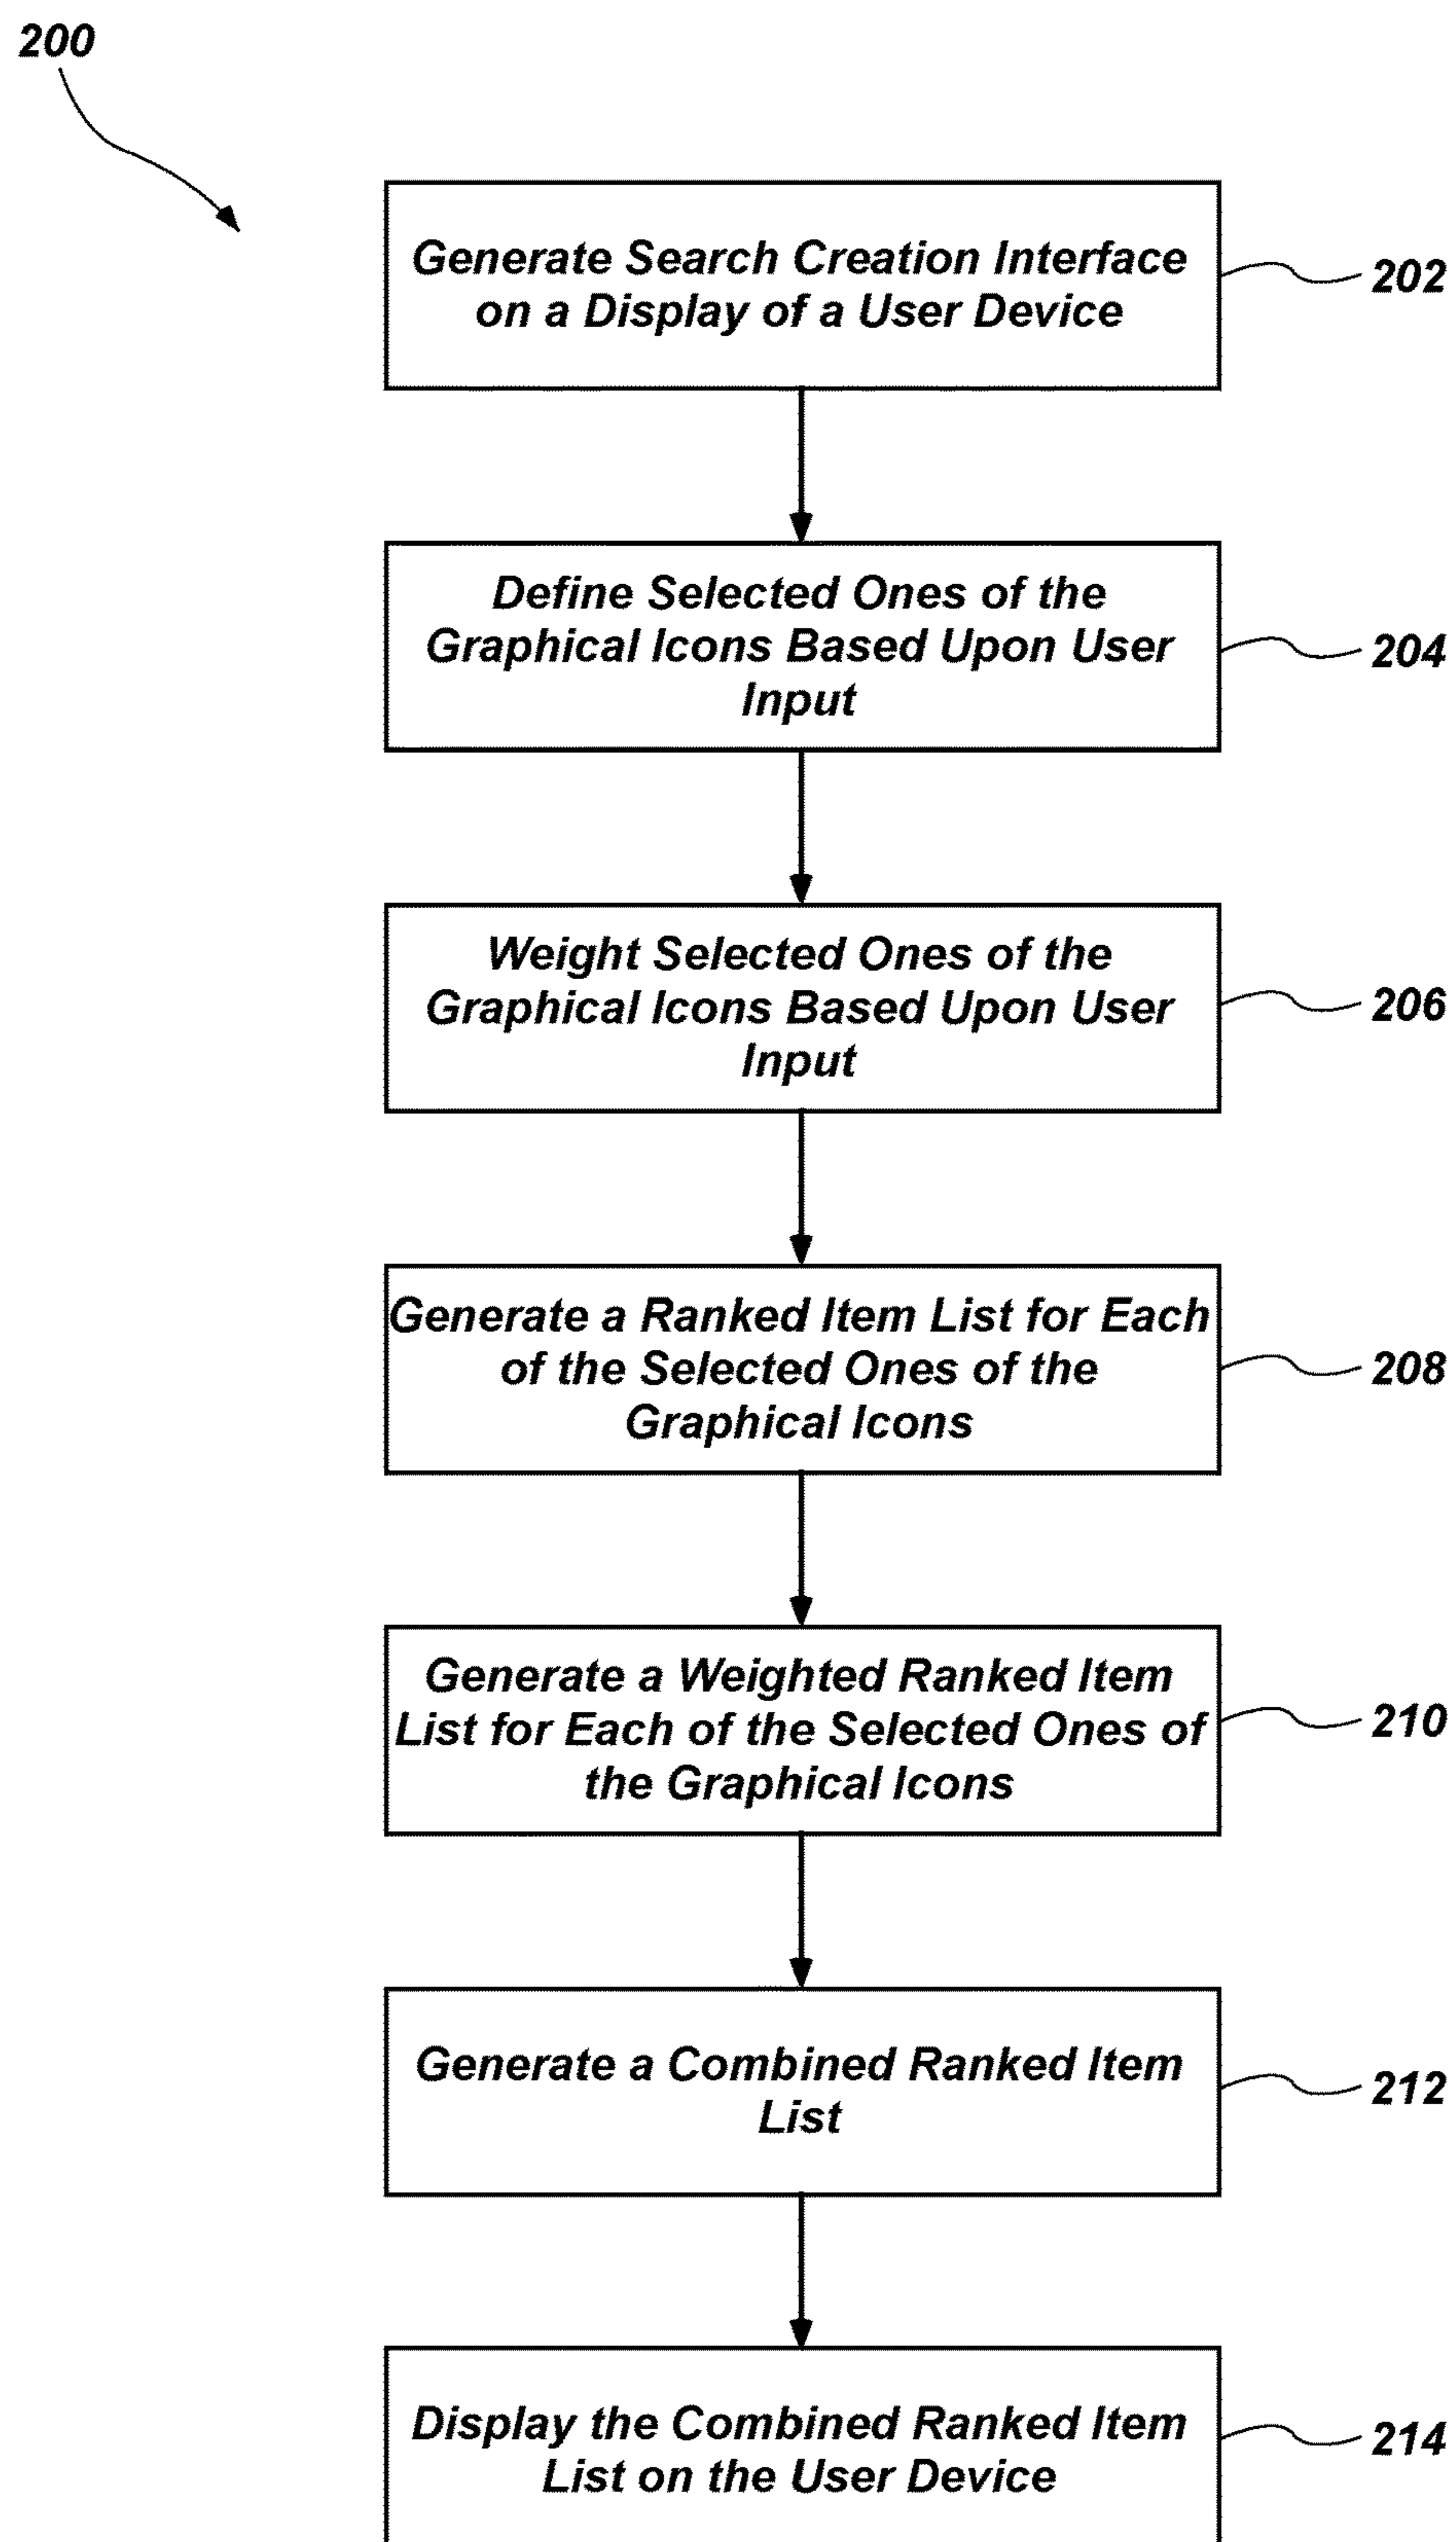 200
Generate Search Creation Interface
on a Display of a User Device
202
Define Selected Ones of the
Graphical Icons Based Upon User
Input
204
Weight Selected Ones of the
Graphical Icons Based Upon User
Input
206
Generate a Ranked Item List for Each
of the Selected Ones of the
Graphical Icons
208
Generate a Weighted Ranked Item
List for Each of the Selected Ones of
the Graphical Icons
210
Generate a Combined Ranked Item
List
212
Display the Combined Ranked Item
List on the User Device
214